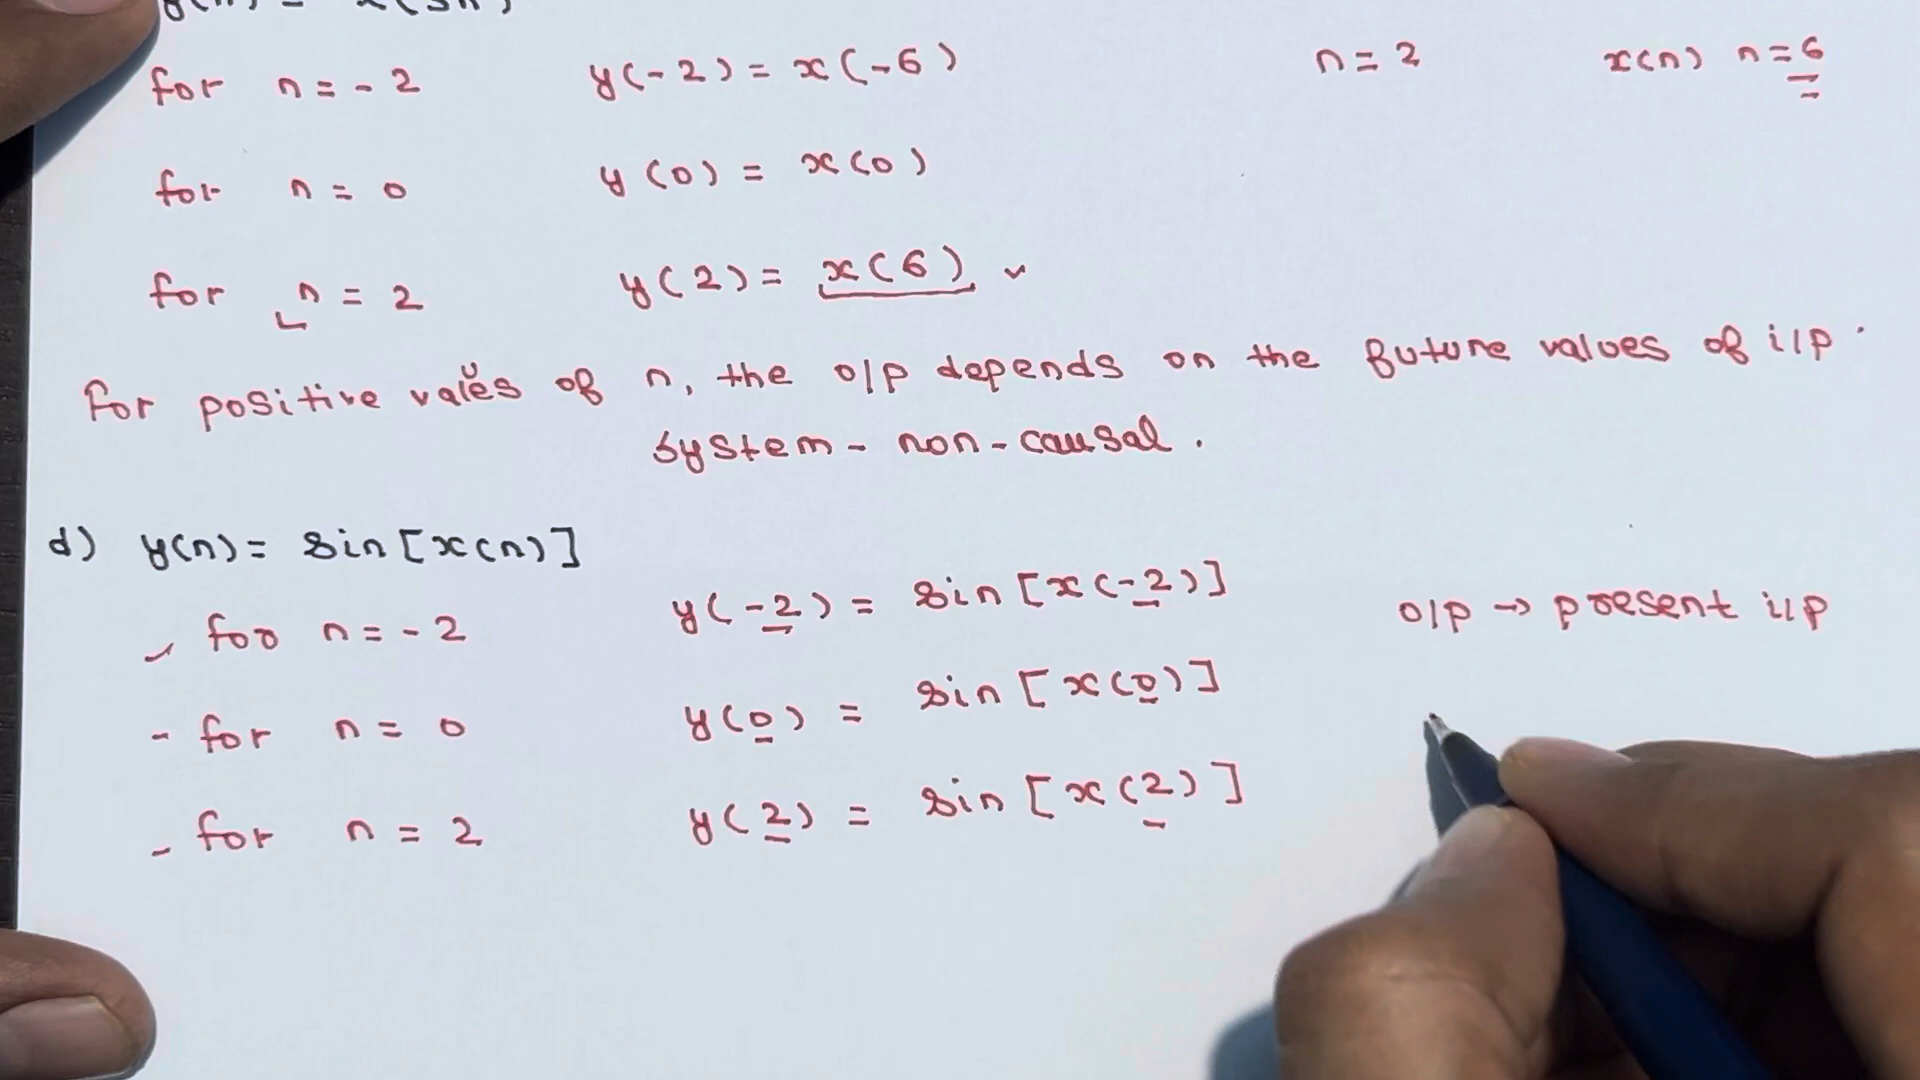 y(n) = x(3n)
for n = -2 y(-2) = x(-6) n = 2 x(n) n = 6
for n = 0 y(0) = x(0)
for n = 2 y(2) = x(6) ✓
For positive values of n, the o/p depends on the future values of i/p.
system - non-causal.
d) y(n) = sin[x(n)]
for n = -2 y(-2) = sin[x(-2)] o/p → present i/p
- for n = 0 y(0) = sin[x(0)]
- for n = 2 y(2) = sin[x(2)]